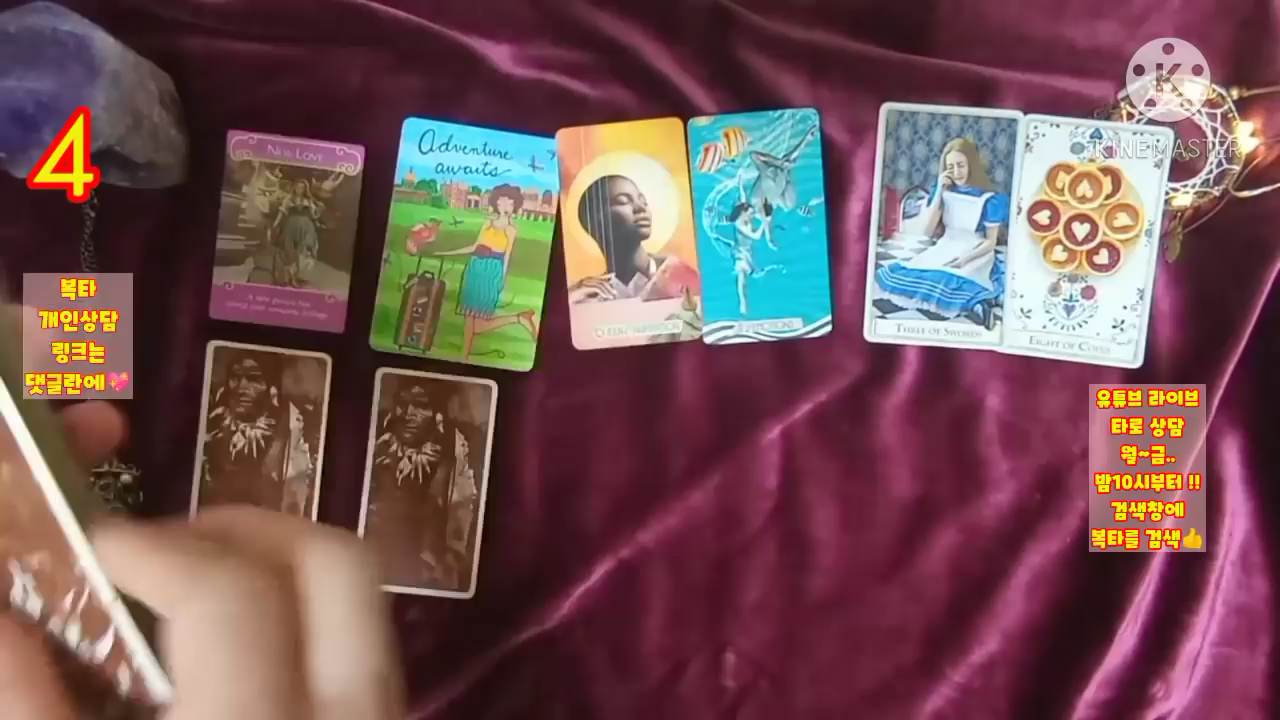 4
복타
개인상담
링크는
댓글란에💖
NEW LOVE
A new person has
Adventure
awaits
THREE OF SWORDS
EIGHT OF COINS
K
KINEMASTER
유튜브 라이브
타로 상담
월~금..
밤10시부터 !!
검색창에
복타를 검색👍